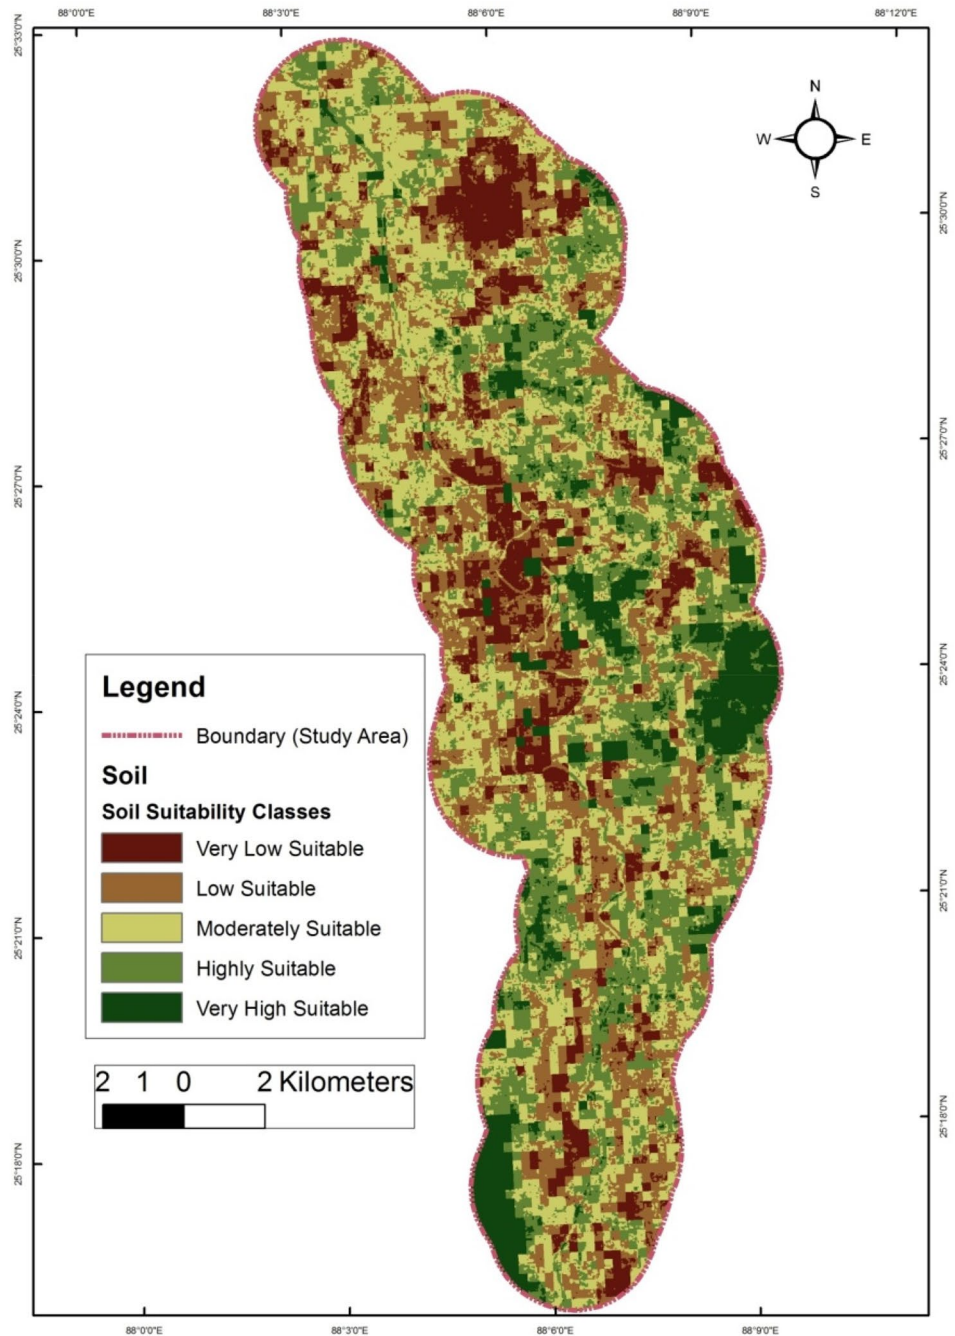 88°0'0"E 88°3'0"E 88°6'0"E 88°9'0"E 88°12'0"E
25°33'0"N
N
W E
S
25°30'0"N
25°30'0"N
25°27'0"N
25°27'0"N
25°24'0"N
25°24'0"N
Legend
Boundary (Study Area)
Soil
Soil Suitability Classes
Very Low Suitable
Low Suitable
Moderately Suitable
Highly Suitable
Very High Suitable
25°21'0"N
25°21'0"N
2 1 0 2 Kilometers
25°18'0"N
25°18'0"N
88°0'0"E 88°3'0"E 88°6'0"E 88°9'0"E